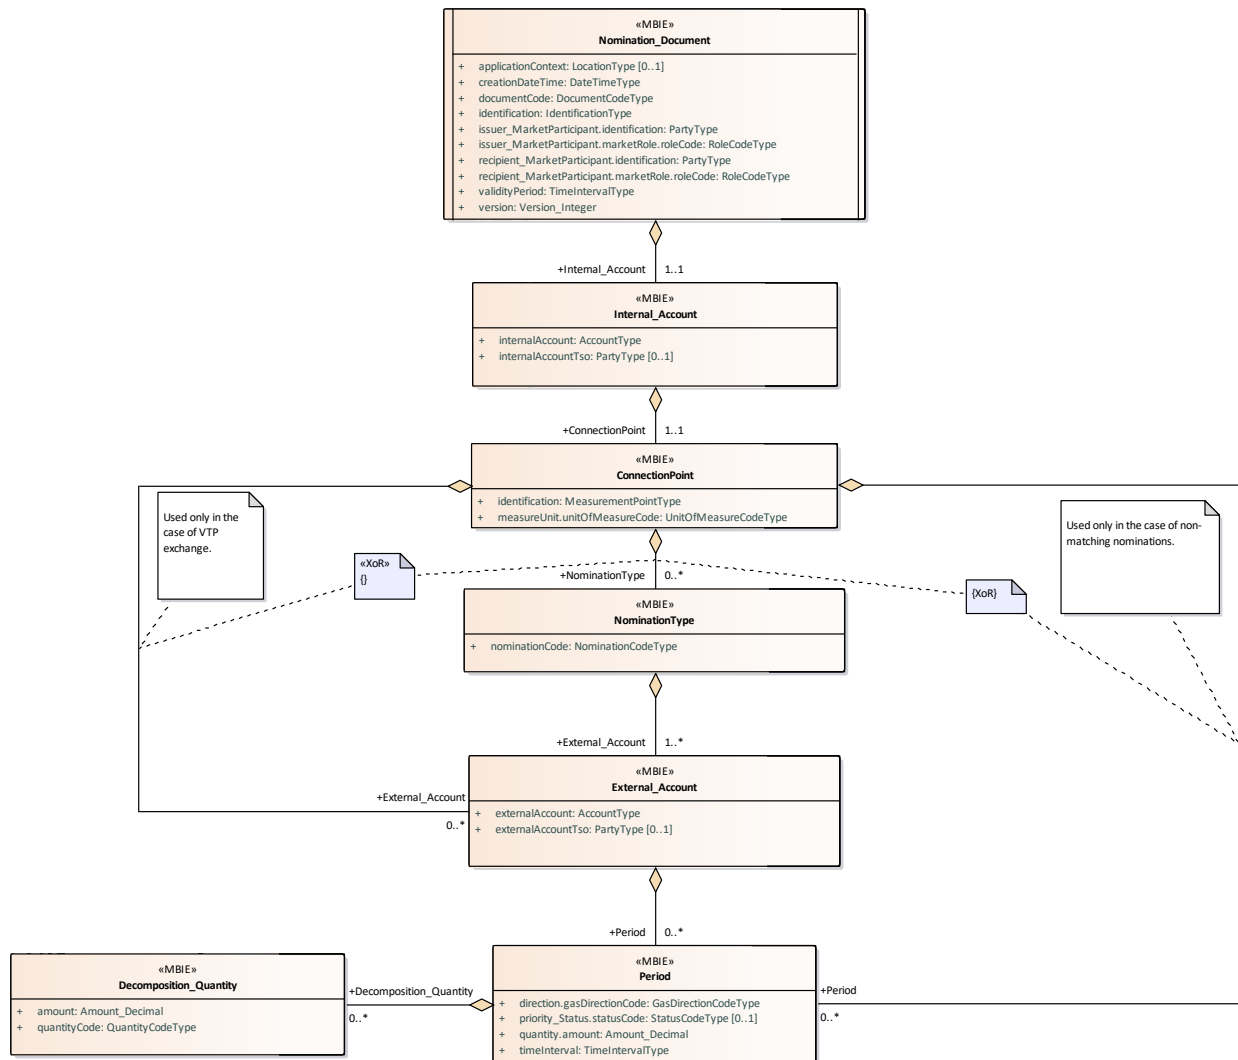 «MBIE»
Nomination_Document
+ applicationContext: LocationType [0..1]
+ creationDateTime: DateTimeType
+ documentCode: DocumentCodeType
+ identification: IdentificationType
+ issuer_MarketParticipant.identification: PartyType
+ issuer_MarketParticipant.marketRole.roleCode: RoleCodeType
+ recipient_MarketParticipant.identification: PartyType
+ recipient_MarketParticipant.marketRole.roleCode: RoleCodeType
+ validityPeriod: TimeIntervalType
+ version: Version_Integer
+Internal_Account 1..1
«MBIE»
Internal_Account
+ internalAccount: AccountType
+ internalAccountTso: PartyType [0..1]
+ConnectionPoint 1..1
«MBIE»
ConnectionPoint
+ identification: MeasurementPointType
+ measureUnit.unitOfMeasureCode: UnitOfMeasureCodeType
Used only in the
case of VTP
exchange.
Used only in the case of non-
matching nominations.
«XoR»
{}
+NominationType 0..*
{XoR}
«MBIE»
NominationType
+ nominationCode: NominationCodeType
+External_Account 1..*
«MBIE»
External_Account
+External_Account
0..*
+ externalAccount: AccountType
+ externalAccountTso: PartyType [0..1]
+Period 0..*
«MBIE»
Decomposition_Quantity
+ amount: Amount_Decimal
+ quantityCode: QuantityCodeType
+Decomposition_Quantity
0..*
«MBIE»
Period
+ direction.gasDirectionCode: GasDirectionCodeType
+ priority_Status.statusCode: StatusCodeType [0..1]
+ quantity.amount: Amount_Decimal
+ timeInterval: TimeIntervalType
+Period
0..*